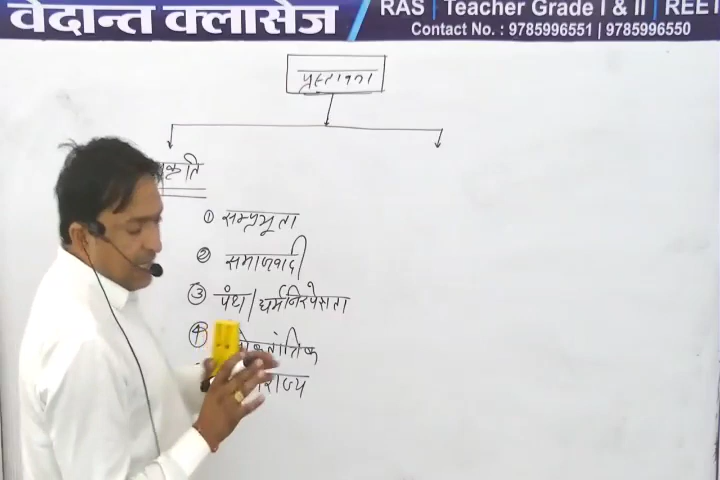 वेदान्त क्लासेज
RAS | Teacher Grade I & II | REET
Contact No. : 9785996551 | 9785996550
प्रस्तावना
① सम्प्रभूता
② समाजवादी
③ पंथ/धर्मनिरपेक्षता
④